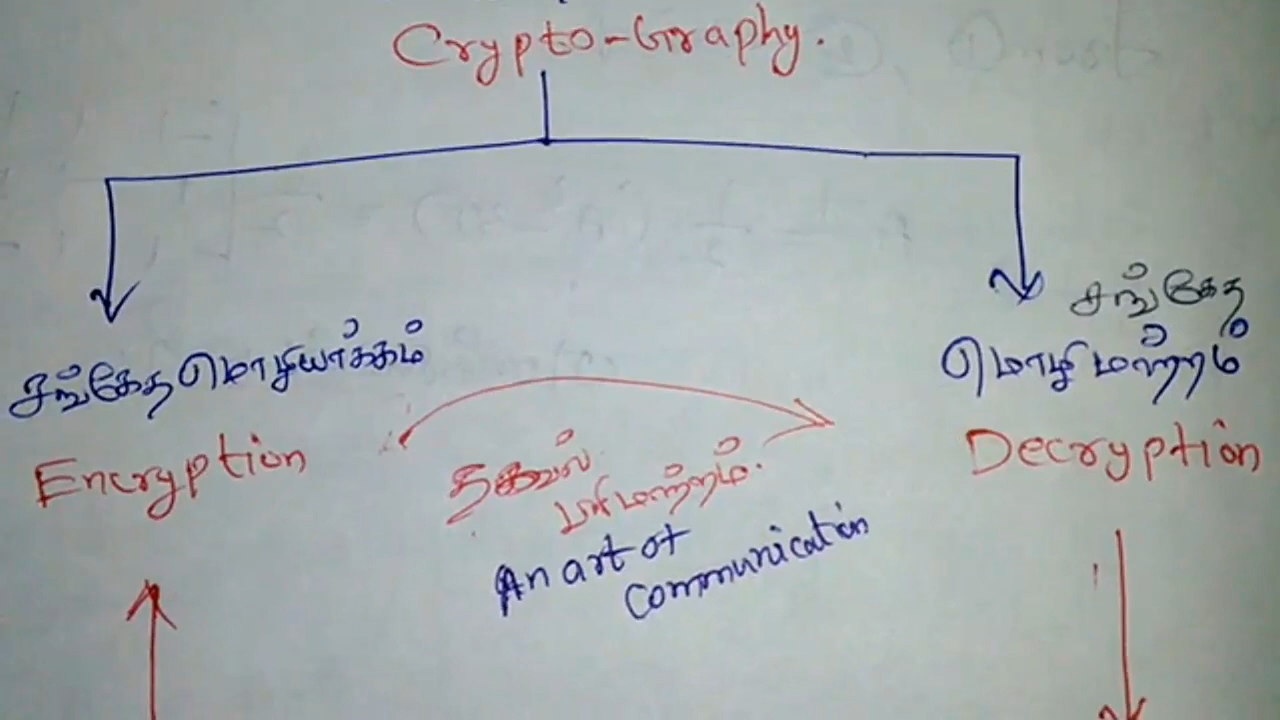 Crypto-Graphy.
சங்கேத மொழியாக்கம்
Encryption
சங்கேத
மொழி மாற்றம்
Decryption
தகவல்
பரிமாற்றம்.
An art of
communication